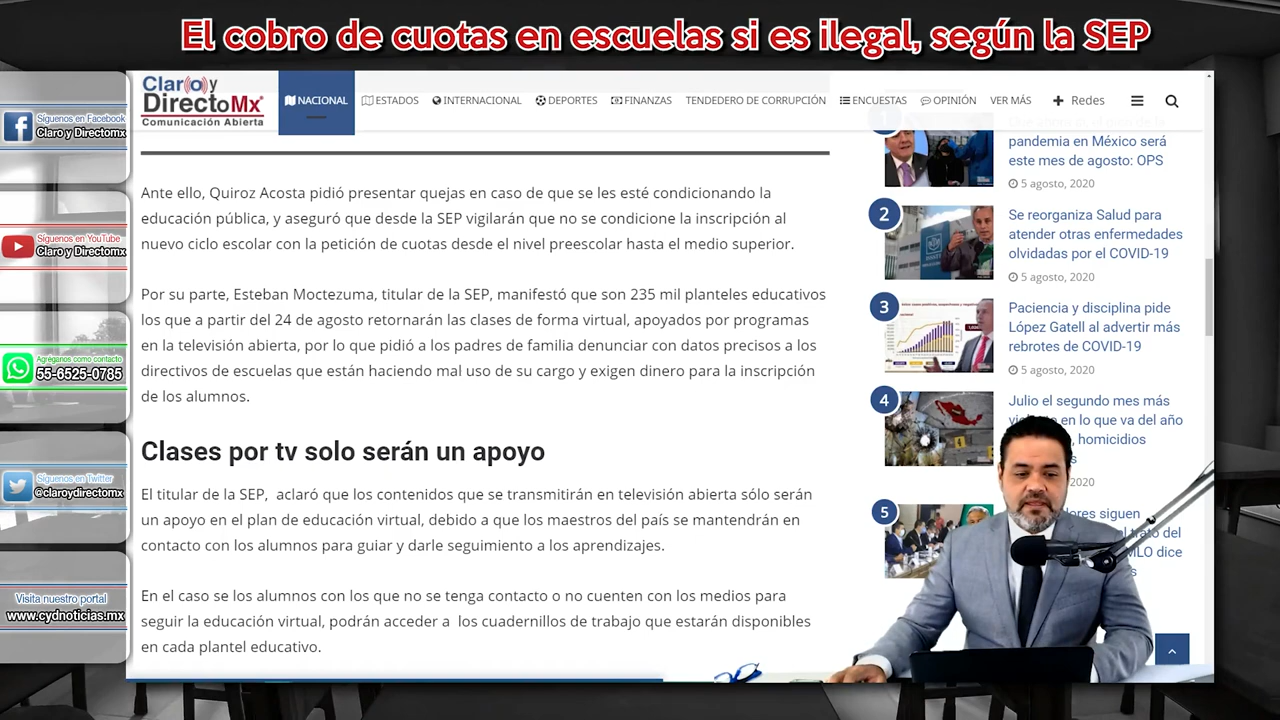 El cobro de cuotas en escuelas si es ilegal, según la SEP
Síguenos en Facebook
Claro y Directomx
Síguenos en YouTube
Claro y Directomx
Agréganos como contacto
55-6525-0785
Síguenos en Twitter
@claroydirectomx
Visita nuestro portal
www.cydnoticias.mx
Claro y
DirectoMx
Comunicación Abierta
NACIONAL
ESTADOS
INTERNACIONAL
DEPORTES
FINANZAS
TENDEDERO DE CORRUPCIÓN
ENCUESTAS
OPINIÓN
VER MÁS
Redes
Ante ello, Quiroz Acosta pidió presentar quejas en caso de que se les esté condicionando la
educación pública, y aseguró que desde la SEP vigilarán que no se condicione la inscripción al
nuevo ciclo escolar con la petición de cuotas desde el nivel preescolar hasta el medio superior.
Por su parte, Esteban Moctezuma, titular de la SEP, manifestó que son 235 mil planteles educativos
los que a partir del 24 de agosto retornarán las clases de forma virtual, apoyados por programas
en la televisión abierta, por lo que pidió a los padres de familia denunciar con datos precisos a los
directivos de escuelas que están haciendo mal uso de su cargo y exigen dinero para la inscripción
de los alumnos.
Clases por tv solo serán un apoyo
El titular de la SEP, aclaró que los contenidos que se transmitirán en televisión abierta sólo serán
un apoyo en el plan de educación virtual, debido a que los maestros del país se mantendrán en
contacto con los alumnos para guiar y darle seguimiento a los aprendizajes.
En el caso se los alumnos con los que no se tenga contacto o no cuenten con los medios para
seguir la educación virtual, podrán acceder a los cuadernillos de trabajo que estarán disponibles
en cada plantel educativo.
1
pandemia en México será
este mes de agosto: OPS
5 agosto, 2020
2
Se reorganiza Salud para
atender otras enfermedades
olvidadas por el COVID-19
5 agosto, 2020
3
Paciencia y disciplina pide
López Gatell al advertir más
rebrotes de COVID-19
5 agosto, 2020
4
Julio el segundo mes más
en lo que va del año
homicidios
2020
5
siguen
trato del
MLO dice